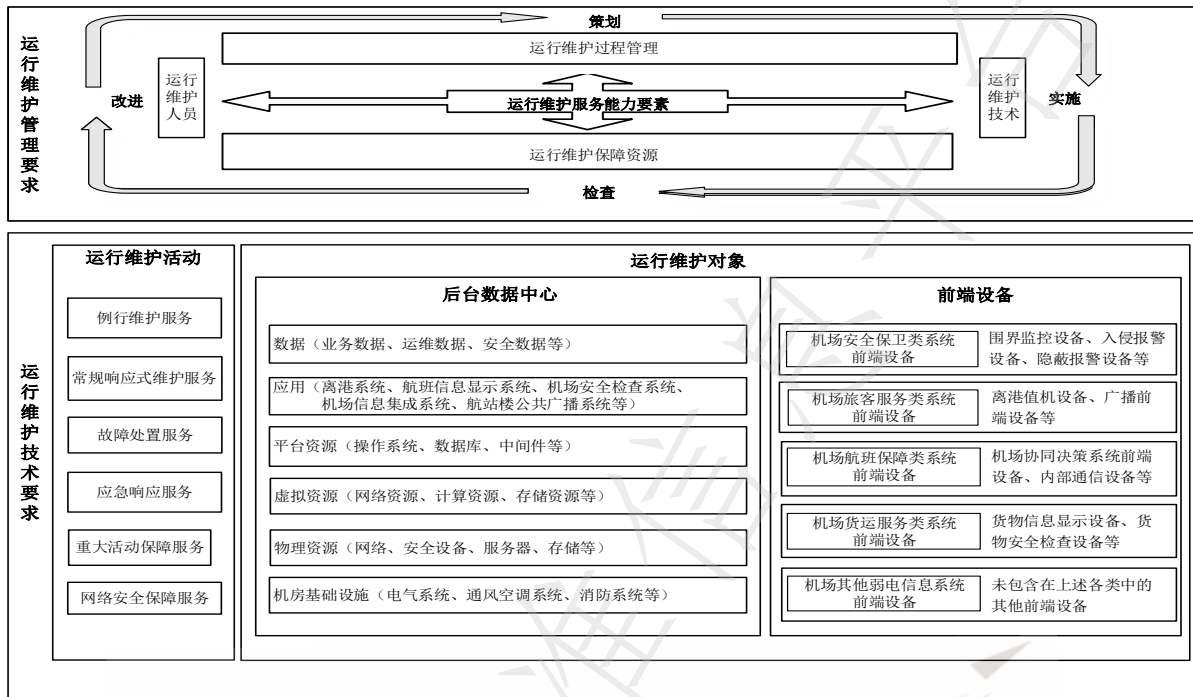 策划
运行维护管理要求
运行维护过程管理
改进
运行
维护
人员
运行维护服务能力要素
运行
维护
技术
实施
运行维护保障资源
检查
运行维护技术要求
运行维护活动
例行维护服务
常规响应式维护服务
故障处置服务
应急响应服务
重大活动保障服务
网络安全保障服务
运行维护对象
后台数据中心
数据（业务数据、运维数据、安全数据等）
应用（离港系统、航班信息显示系统、机场安全检查系统、
机场信息集成系统、航站楼公共广播系统等）
平台资源（操作系统、数据库、中间件等）
虚拟资源（网络资源、计算资源、存储资源等）
物理资源（网络、安全设备、服务器、存储等）
机房基础设施（电气系统、通风空调系统、消防系统等）
前端设备
机场安全保卫类系统
前端设备
围界监控设备、入侵报警
设备、隐蔽报警设备等
机场旅客服务类系统
前端设备
离港值机设备、广播前
端设备等
机场航班保障类系统
前端设备
机场协同决策系统前端
设备、内部通信设备等
机场货运服务类系统
前端设备
货物信息显示设备、货
物安全检查设备等
机场其他弱电信息系统
前端设备
未包含在上述各类中的
其他前端设备